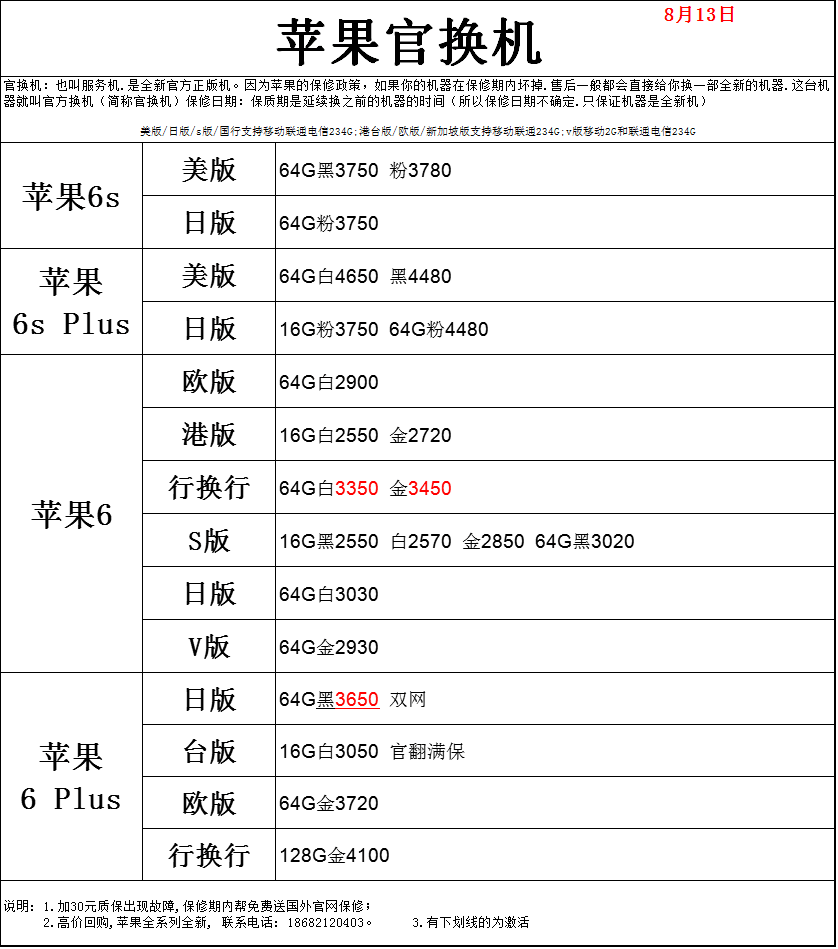 8月13日
苹果官换机
官换机：也叫服务机.是全新官方正版机。因为苹果的保修政策，如果你的机器在保修期内坏掉.售后一般都会直接给你换一部全新的机器.这台机
器就叫官方换机（简称官换机）保修日期：保质期是延续换之前的机器的时间（所以保修日期不确定.只保证机器是全新机）
美版/日版/s版/国行支持移动联通电信234G;港台版/欧版/新加坡版支持移动联通234G;v版移动2G和联通电信234G
苹果6s
美版 64G黑3750 粉3780
日版 64G粉3750
苹果
6s Plus
美版 64G白4650 黑4480
日版 16G粉3750 64G粉4480
苹果6
欧版 64G白2900
港版 16G白2550 金2720
行换行 64G白3350 金3450
S版 16G黑2550 白2570 金2850 64G黑3020
日版 64G白3030
V版 64G金2930
苹果
6 Plus
日版 64G黑3650 双网
台版 16G白3050 官翻满保
欧版 64G金3720
行换行 128G金4100
说明：1.加30元质保出现故障,保修期内帮免费送国外官网保修；
2.高价回购,苹果全系列全新, 联系电话：18682120403。 3.有下划线的为激活